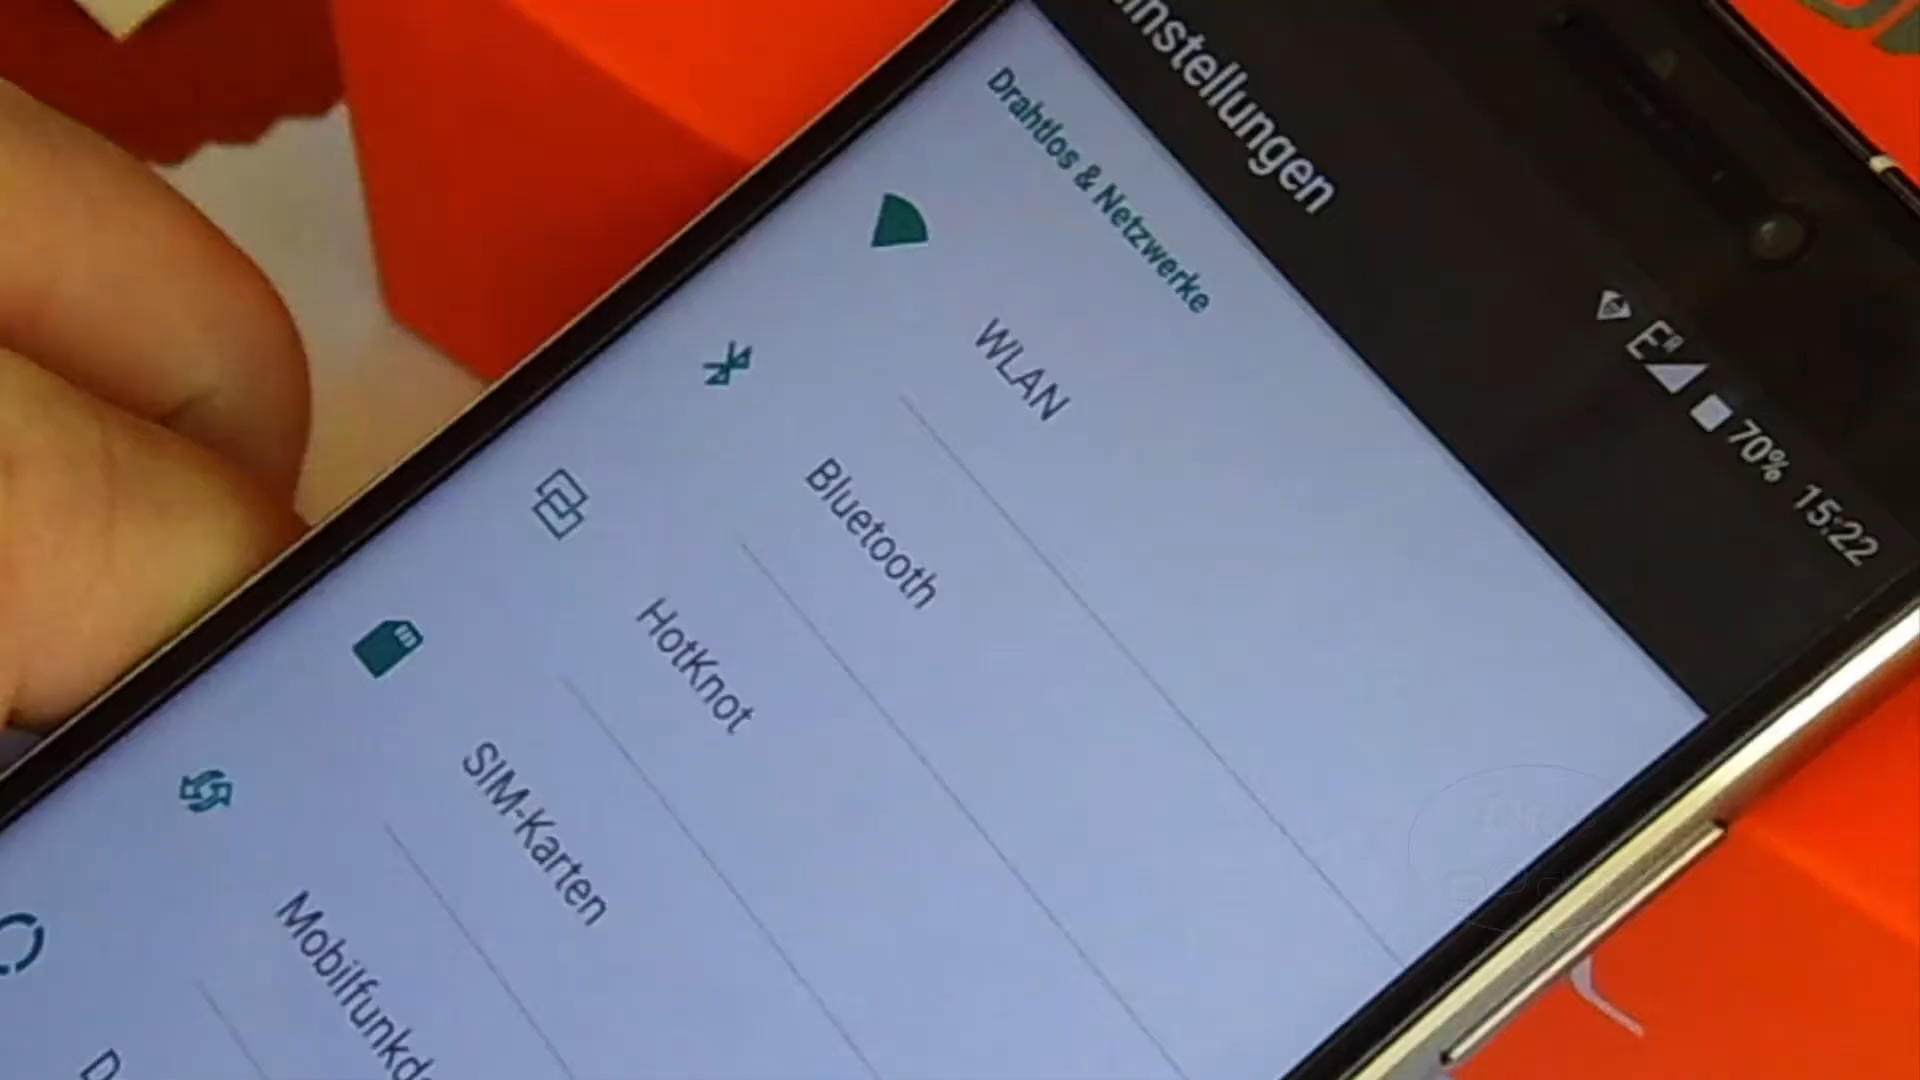 E R 70% 15:22
instellungen
Drahtlos & Netzwerke
WLAN
Bluetooth
HotKnot
SIM-Karten
Mobilfunkd